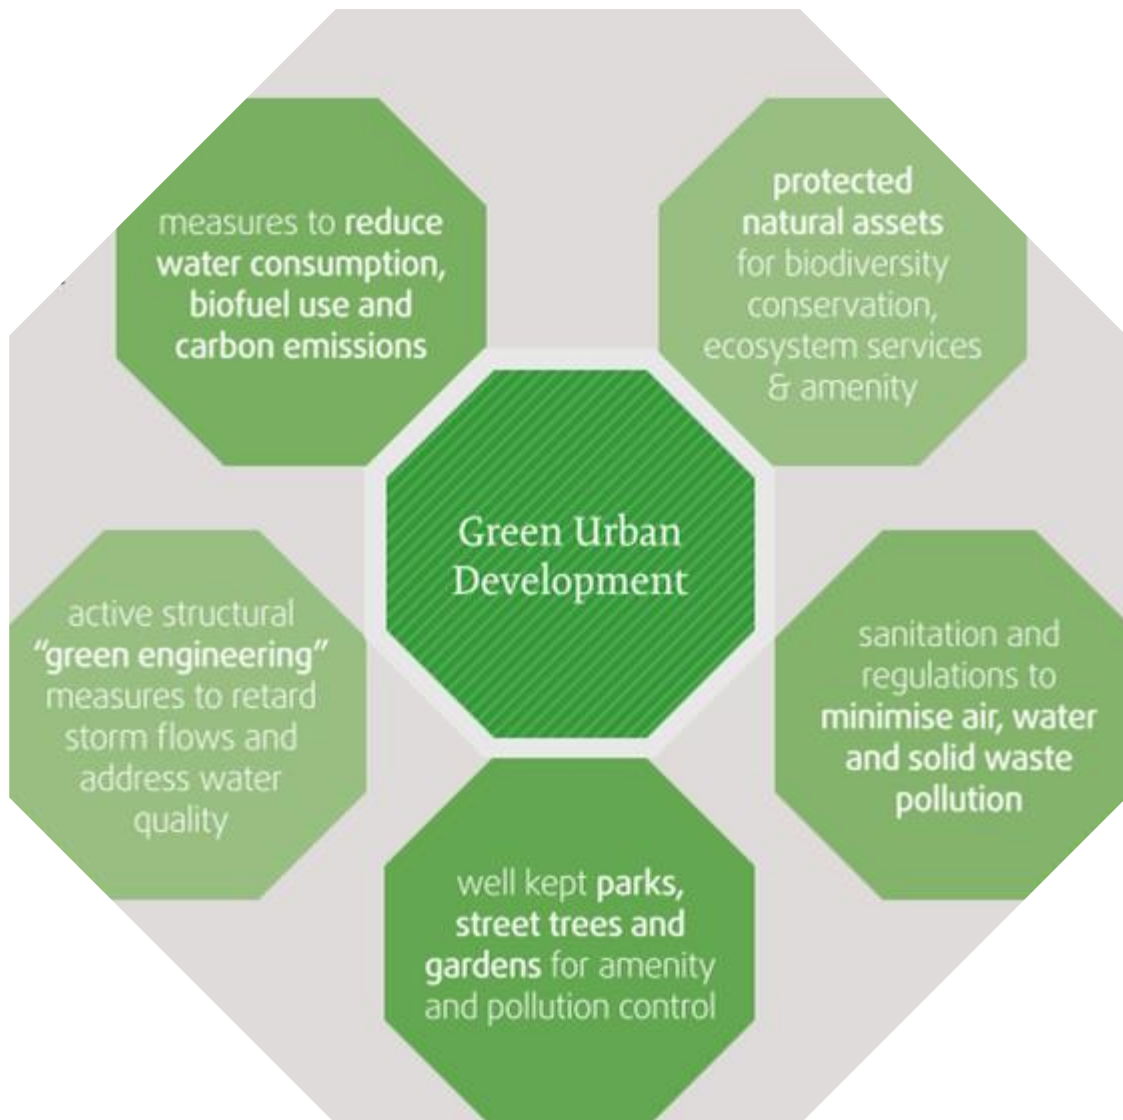 measures to reduce
water consumption,
biofuel use and
carbon emissions
protected
natural assets
for biodiversity
conservation,
ecosystem services
& amenity
Green Urban
Development
active structural
“green engineering”
measures to retard
storm flows and
address water
quality
sanitation and
regulations to
minimise air, water
and solid waste
pollution
well kept parks,
street trees and
gardens for amenity
and pollution control